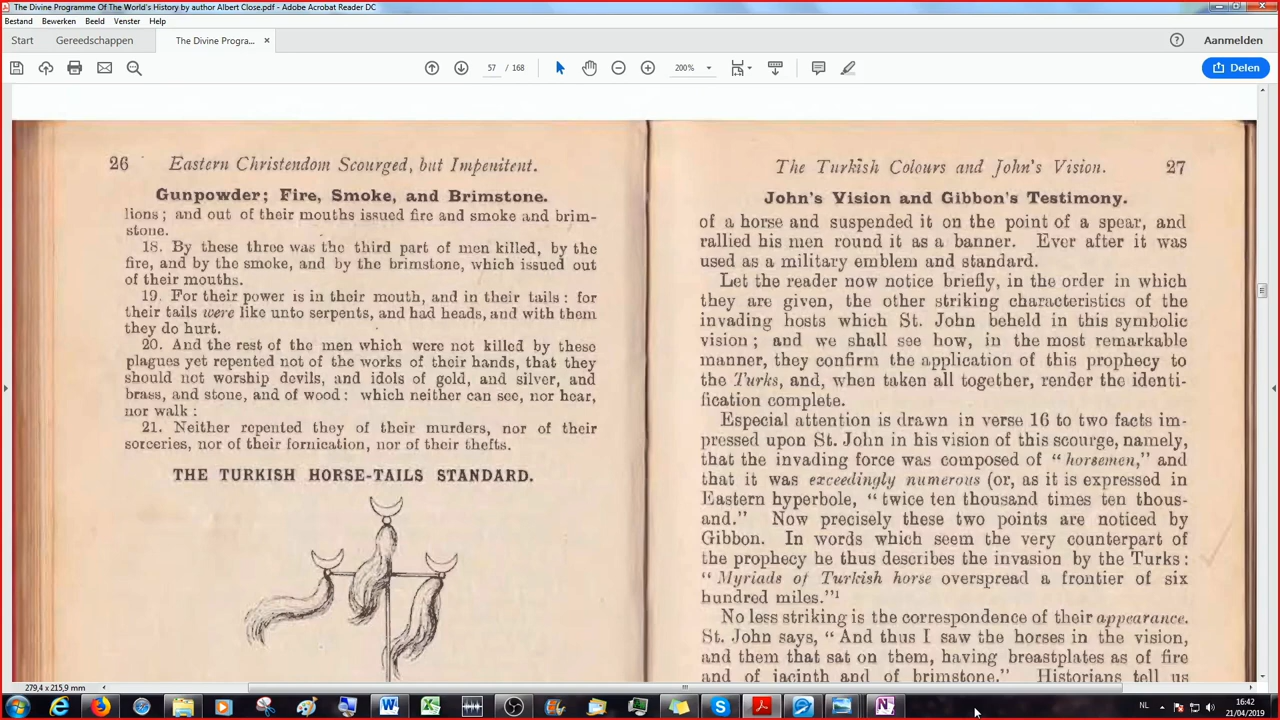 The Divine Programme Of The World's History by author Albert Close.pdf - Adobe Acrobat Reader DC
Bestand Bewerken Beeld Venster Help
Start Gereedschappen The Divine Progra... × Aanmelden
57 / 168 200% Delen
26 Eastern Christendom Scourged, but Impenitent.
Gunpowder; Fire, Smoke, and Brimstone.
lions; and out of their mouths issued fire and smoke and brim-
stone.
18. By these three was the third part of men killed, by the
fire, and by the smoke, and by the brimstone, which issued out
of their mouths.
19. For their power is in their mouth, and in their tails: for
their tails were like unto serpents, and had heads, and with them
they do hurt.
20. And the rest of the men which were not killed by these
plagues yet repented not of the works of their hands, that they
should not worship devils, and idols of gold, and silver, and
brass, and stone, and of wood: which neither can see, nor hear,
nor walk:
21. Neither repented they of their murders, nor of their
sorceries, nor of their fornication, nor of their thefts.
THE TURKISH HORSE-TAILS STANDARD.
The Turkish Colours and John's Vision. 27
John's Vision and Gibbon's Testimony.
of a horse and suspended it on the point of a spear, and
rallied his men round it as a banner. Ever after it was
used as a military emblem and standard.
Let the reader now notice briefly, in the order in which
they are given, the other striking characteristics of the
invading hosts which St. John beheld in this symbolic
vision; and we shall see how, in the most remarkable
manner, they confirm the application of this prophecy to
the Turks, and, when taken all together, render the identi-
fication complete.
Especial attention is drawn in verse 16 to two facts im-
pressed upon St. John in his vision of this scourge, namely,
that the invading force was composed of "horsemen," and
that it was exceedingly numerous (or, as it is expressed in
Eastern hyperbole, "twice ten thousand times ten thous-
and." Now precisely these two points are noticed by
Gibbon. In words which seem the very counterpart of
the prophecy he thus describes the invasion by the Turks:
"Myriads of Turkish horse overspread a frontier of six
hundred miles."¹
No less striking is the correspondence of their appearance.
St. John says, "And thus I saw the horses in the vision,
and them that sat on them, having breastplates as of fire
and of jacinth and of brimstone." Historians tell us
279,4 x 215,9 mm
NL 16:42
21/04/2019